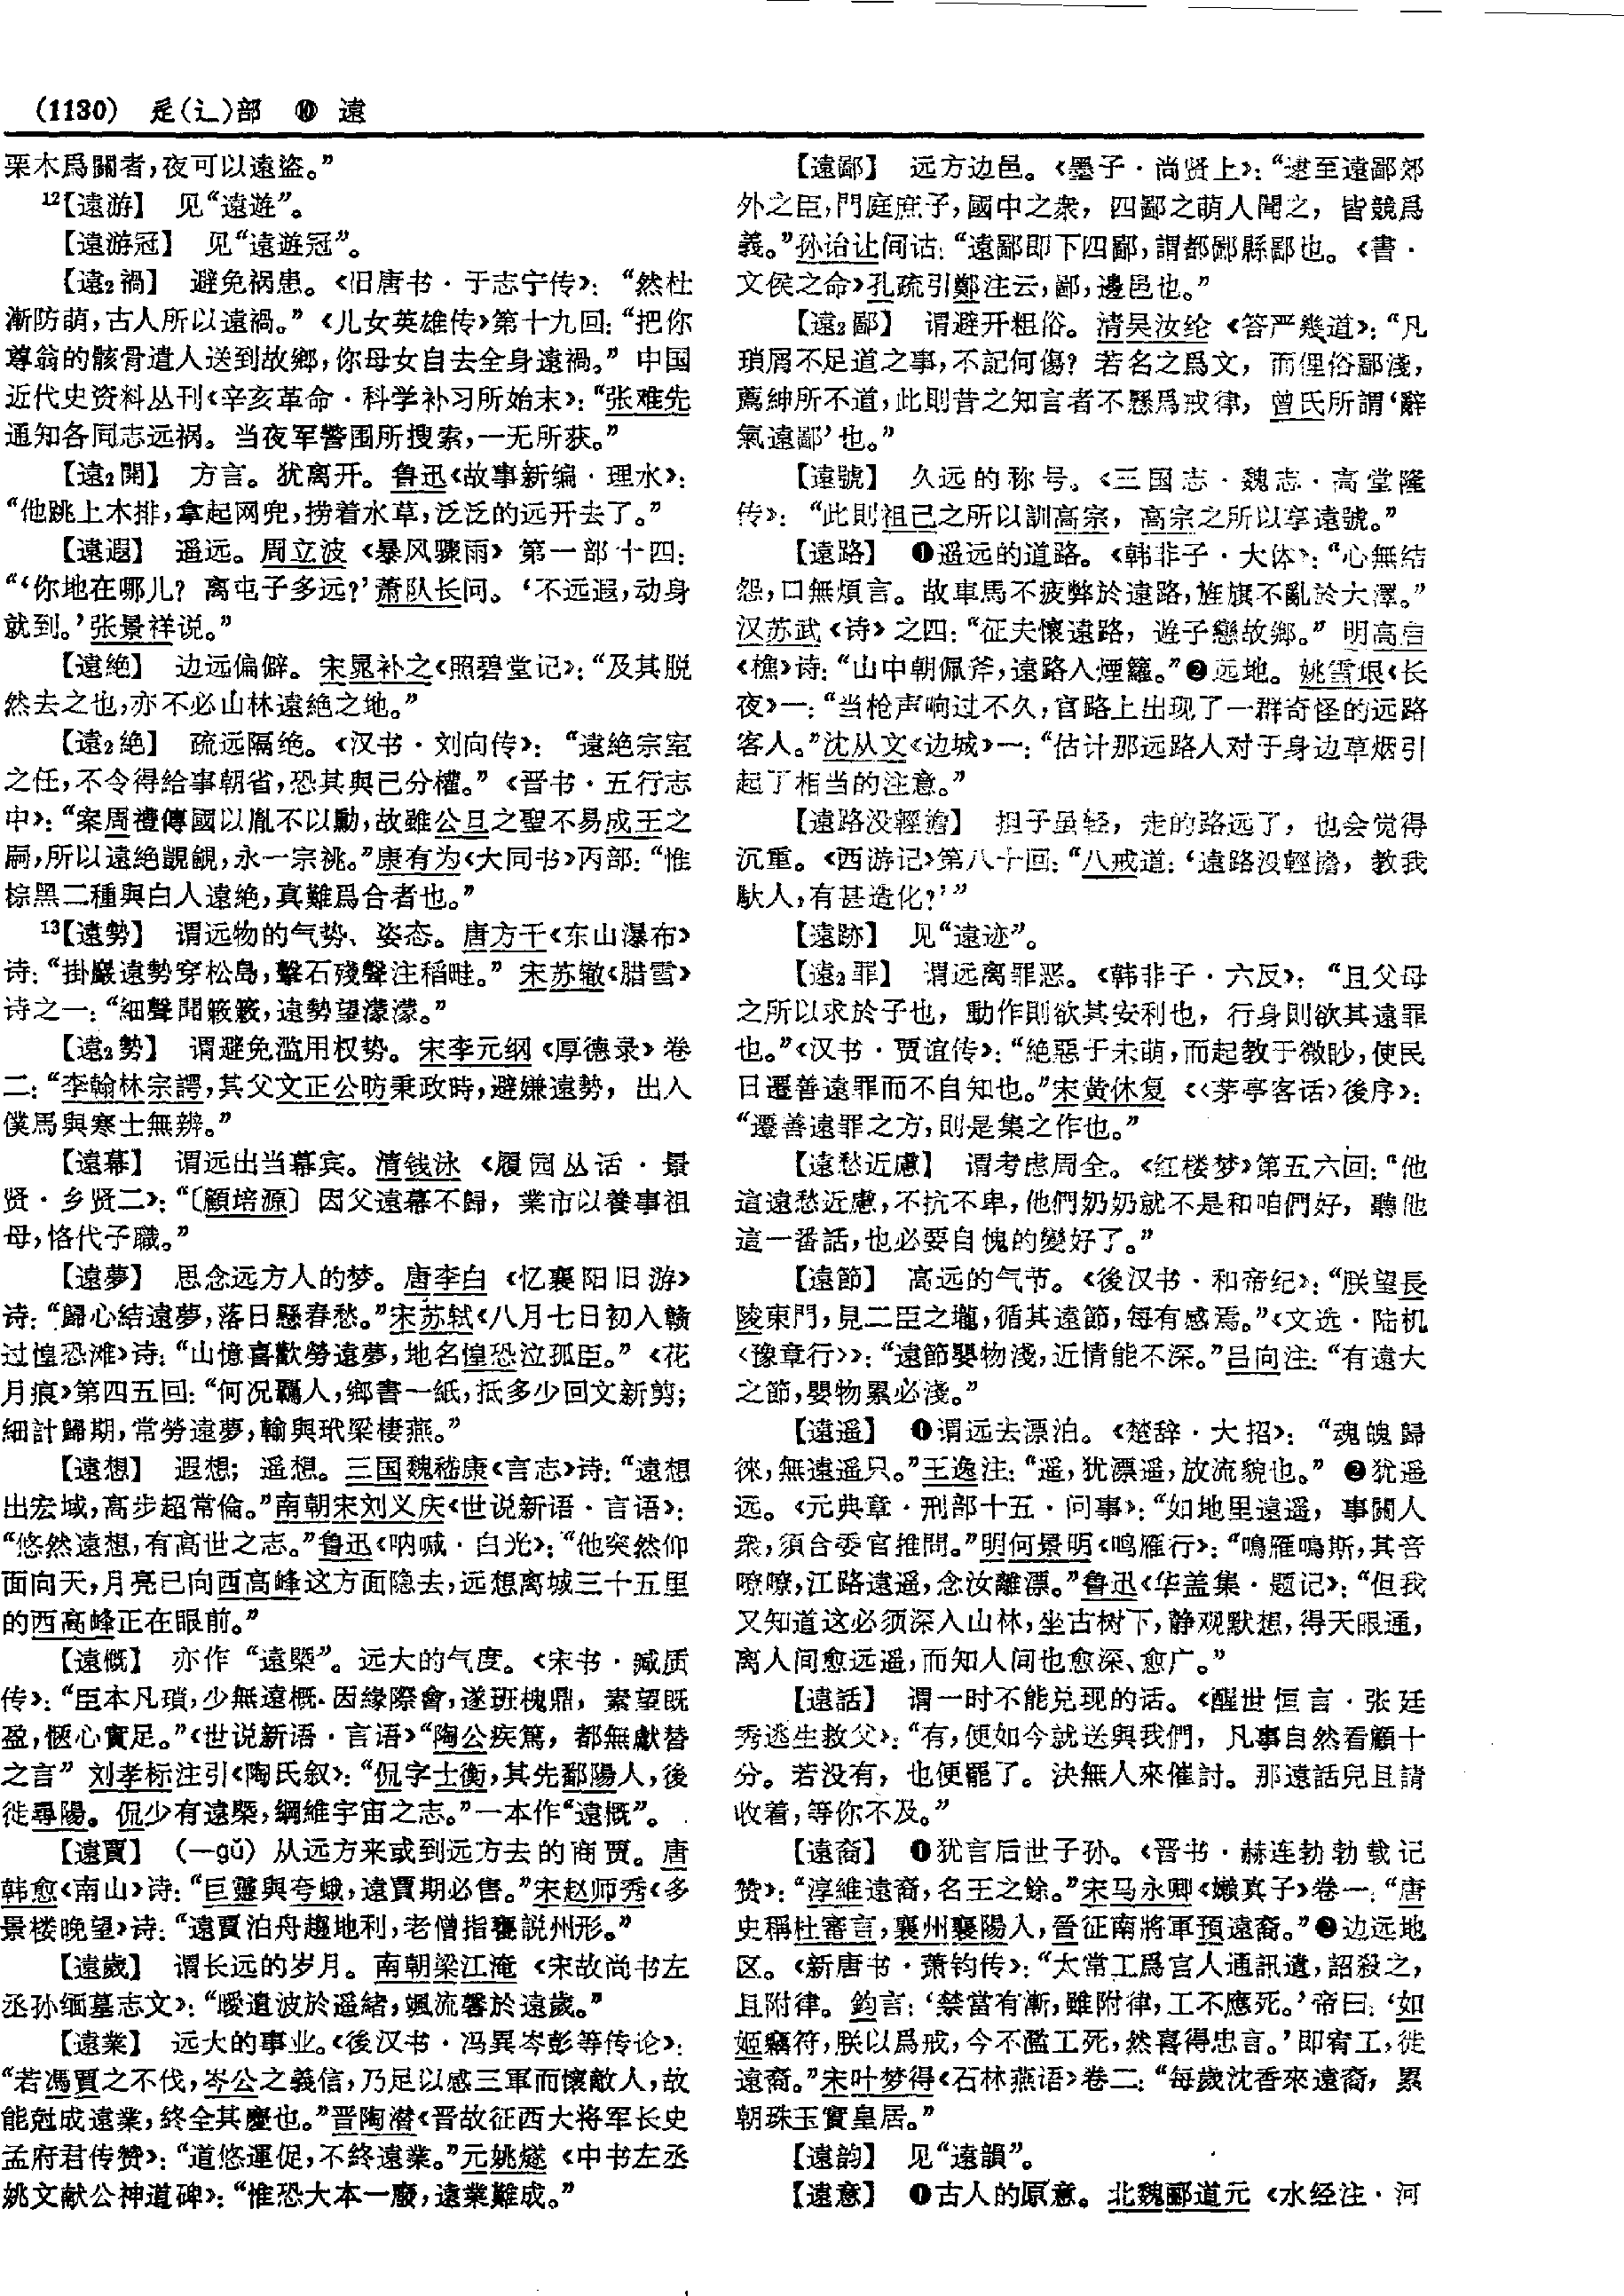 (1130) 辵(辶)部 ⑩ 遠
栗木爲關者,夜可以遠盜。”
12【遠游】 见“遠遊”。
【遠游冠】 见“遠遊冠”。
【遠2禍】 避免祸患。《旧唐书·于志宁传》:“然杜
漸防萌,古人所以遠禍。”《儿女英雄传》第十九回:“把你
尊翁的骸骨遣人送到故鄉,你母女自去全身遠禍。”中国
近代史资料丛刊《辛亥革命·科学补习所始末》:“张难先
通知各同志远祸。当夜军警围所搜索,一无所获。”
【遠2開】 方言。犹离开。鲁迅《故事新编·理水》:
“他跳上木排,拿起网兜,捞着水草,泛泛的远开去了。”
【遠遐】 遥远。周立波《暴风骤雨》第一部十四:
“‘你地在哪儿?离屯子多远?’萧队长问。‘不远遐,动身
就到。’张景祥说。”
【遠絶】 边远偏僻。宋晁补之《照碧堂记》:“及其脱
然去之也,亦不必山林遠絶之地。”
【遠2絶】 疏远隔绝。《汉书·刘向传》:“遠絶宗室
之任,不令得給事朝省,恐其與己分權。”《晋书·五行志
中》:“案周禮傳國以胤不以勳,故雖公旦之聖不易成王之
嗣,所以遠絶覬覦,永一宗祧。”康有为《大同书》丙部:“惟
棕黑二種與白人遠絶,真難爲合者也。”
13【遠勢】 谓远物的气势、姿态。唐方干《东山瀑布》
诗:“掛巖遠勢穿松島,擊石殘聲注稻畦。”宋苏辙《腊雪》
诗之一:“細聲聞簌簌,遠勢望濛濛。”
【遠2勢】 谓避免滥用权势。宋李元纲《厚德录》卷
二:“李翰林宗諤,其父文正公昉秉政時,避嫌遠勢,出入
僕馬與寒士無辨。”
【遠幕】 谓远出当幕宾。清钱泳《履园丛话·景
贤·乡贤二》:“〔顧培源〕因父遠幕不歸,業市以養事祖
母,恪代子職。”
【遠夢】 思念远方人的梦。唐李白《忆襄阳旧游》
诗:“歸心結遠夢,落日懸春愁。”宋苏轼《八月七日初入赣
过惶恐滩》诗:“山憶喜歡勞遠夢,地名惶恐泣孤臣。”《花
月痕》第四五回:“何况羈人,鄉書一紙,抵多少回文新剪;
細計歸期,常勞遠夢,輸與玳梁棲燕。”
【遠想】 遐想;遥想。三国魏嵇康《言志》诗:“遠想
出宏域,高步超常倫。”南朝宋刘义庆《世说新语·言语》:
“悠然遠想,有高世之志。”鲁迅《呐喊·白光》:“他突然仰
面向天,月亮已向西高峰这方面隐去,远想离城三十五里
的西高峰正在眼前。”
【遠概】 亦作“遠槩”。远大的气度。《宋书·臧质
传》:“臣本凡瑣,少無遠概,因緣際會,遂班槐鼎,素望既
盈,愜心實足。”《世说新语·言语》“陶公疾篤,都無獻替
之言”刘孝标注引《陶氏叙》:“侃字士衡,其先鄱陽人,後
徙尋陽。侃少有遠槩,綱維宇宙之志。”一本作“遠概”。
【遠賈】 (—gǔ) 从远方来或到远方去的商贾。唐
韩愈《南山》诗:“巨靈與夸蛾,遠賈期必售。”宋赵师秀《多
景楼晚望》诗:“遠賈泊舟趨地利,老僧指甕説州形。”
【遠歲】 谓长远的岁月。南朝梁江淹《宋故尚书左
丞孙缅墓志文》:“曖遺波於遥緒,颯流馨於遠歲。”
【遠業】 远大的事业。《後汉书·冯異岑彭等传论》:
“若馮賈之不伐,岑公之義信,乃足以感三軍而懷敵人,故
能尅成遠業,終全其慶也。”晋陶潜《晋故征西大将军长史
孟府君传赞》:“道悠運促,不終遠業。”元姚燧《中书左丞
姚文献公神道碑》:“惟恐大本一廢,遠業難成。”
【遠鄙】 远方边邑。《墨子·尚贤上》:“逮至遠鄙郊
外之臣,門庭庶子,國中之衆,四鄙之萌人聞之,皆競爲
義。”孙诒让间诂:“遠鄙即下四鄙,謂都鄙縣鄙也。《書·
文侯之命》孔疏引鄭注云,鄙,邊邑也。”
【遠2鄙】 谓避开粗俗。清吴汝纶《答严幾道》:“凡
瑣屑不足道之事,不記何傷?若名之爲文,而俚俗鄙淺,
薦紳所不道,此則昔之知言者不懸爲戒律,曾氏所謂‘辭
氣遠鄙’也。”
【遠號】 久远的称号。《三国志·魏志·高堂隆
传》:“此則祖己之所以訓高宗,高宗之所以享遠號。”
【遠路】 ❶遥远的道路。《韩非子·大体》:“心無结
怨,口無煩言。故車馬不疲弊於遠路,旌旗不亂於大澤。”
汉苏武《诗》之四:“征夫懷遠路,遊子戀故鄉。”明高启
《樵》诗:“山中朝佩斧,遠路入煙蘿。”❷远地。姚雪垠《长
夜》一:“当枪声响过不久,官路上出现了一群奇怪的远路
客人。”沈从文《边城》一:“估计那远路人对于身边草烟引
起了相当的注意。”
【遠路没輕擔】 担子虽轻,走的路远了,也会觉得
沉重。《西游记》第八十回:“八戒道:‘遠路没輕擔,教我
馱人,有甚造化?’”
【遠跡】 见“遠迹”。
【遠2罪】 谓远离罪恶。《韩非子·六反》:“且父母
之所以求於子也,動作則欲其安利也,行身則欲其遠罪
也。”《汉书·贾谊传》:“絶惡于未萌,而起教于微眇,使民
日遷善遠罪而不自知也。”宋黄休复《〈茅亭客话〉後序》:
“遷善遠罪之方,則是集之作也。”
【遠愁近慮】 谓考虑周全。《红楼梦》第五六回:“他
這遠愁近慮,不抗不卑,他們奶奶就不是和咱們好,聽他
這一番話,也必要自愧的變好了。”
【遠節】 高远的气节。《後汉书·和帝纪》:“朕望長
陵東門,見二臣之壠,循其遠節,每有感焉。”《文选·陆机
〈豫章行〉》:“遠節嬰物淺,近情能不深。”吕向注:“有遠大
之節,嬰物累必淺。”
【遠遥】 ❶谓远去漂泊。《楚辞·大招》:“魂魄歸
徠,無遠遥只。”王逸注:“遥,犹漂遥,放流貌也。”❷犹遥
远。《元典章·刑部十五·问事》:“如地里遠遥,事關人
衆,須合委官推問。”明何景明《鸣雁行》:“鳴雁鳴斯,其音
嘹嘹,江路遠遥,念汝離漂。”鲁迅《华盖集·题记》:“但我
又知道这必须深入山林,坐古树下,静观默想,得天眼通,
离人间愈远遥,而知人间也愈深、愈广。”
【遠話】 谓一时不能兑现的话。《醒世恒言·张廷
秀逃生救父》:“有,便如今就送與我們,凡事自然看顧十
分。若没有,也便罷了。決無人來催討。那遠話兒且請
收着,等你不及。”
【遠裔】 ❶犹言后世子孙。《晋书·赫连勃勃载记
赞》:“淳維遠裔,名王之餘。”宋马永卿《嬾真子》卷一:“唐
史稱杜審言,襄州襄陽人,晉征南將軍預遠裔。”❷边远地
区。《新唐书·萧钧传》:“太常工爲宫人通訊遺,詔殺之,
且附律。鈞言:‘禁當有漸,雖附律,工不應死。’帝曰:‘如
姬竊符,朕以爲戒,今不濫工死,然喜得忠言。’即宥工,徙
遠裔。”宋叶梦得《石林燕语》卷二:“每歲沈香來遠裔,累
朝珠玉實皇居。”
【遠韵】 见“遠韻”。
【遠意】 ❶古人的原意。北魏郦道元《水经注·河